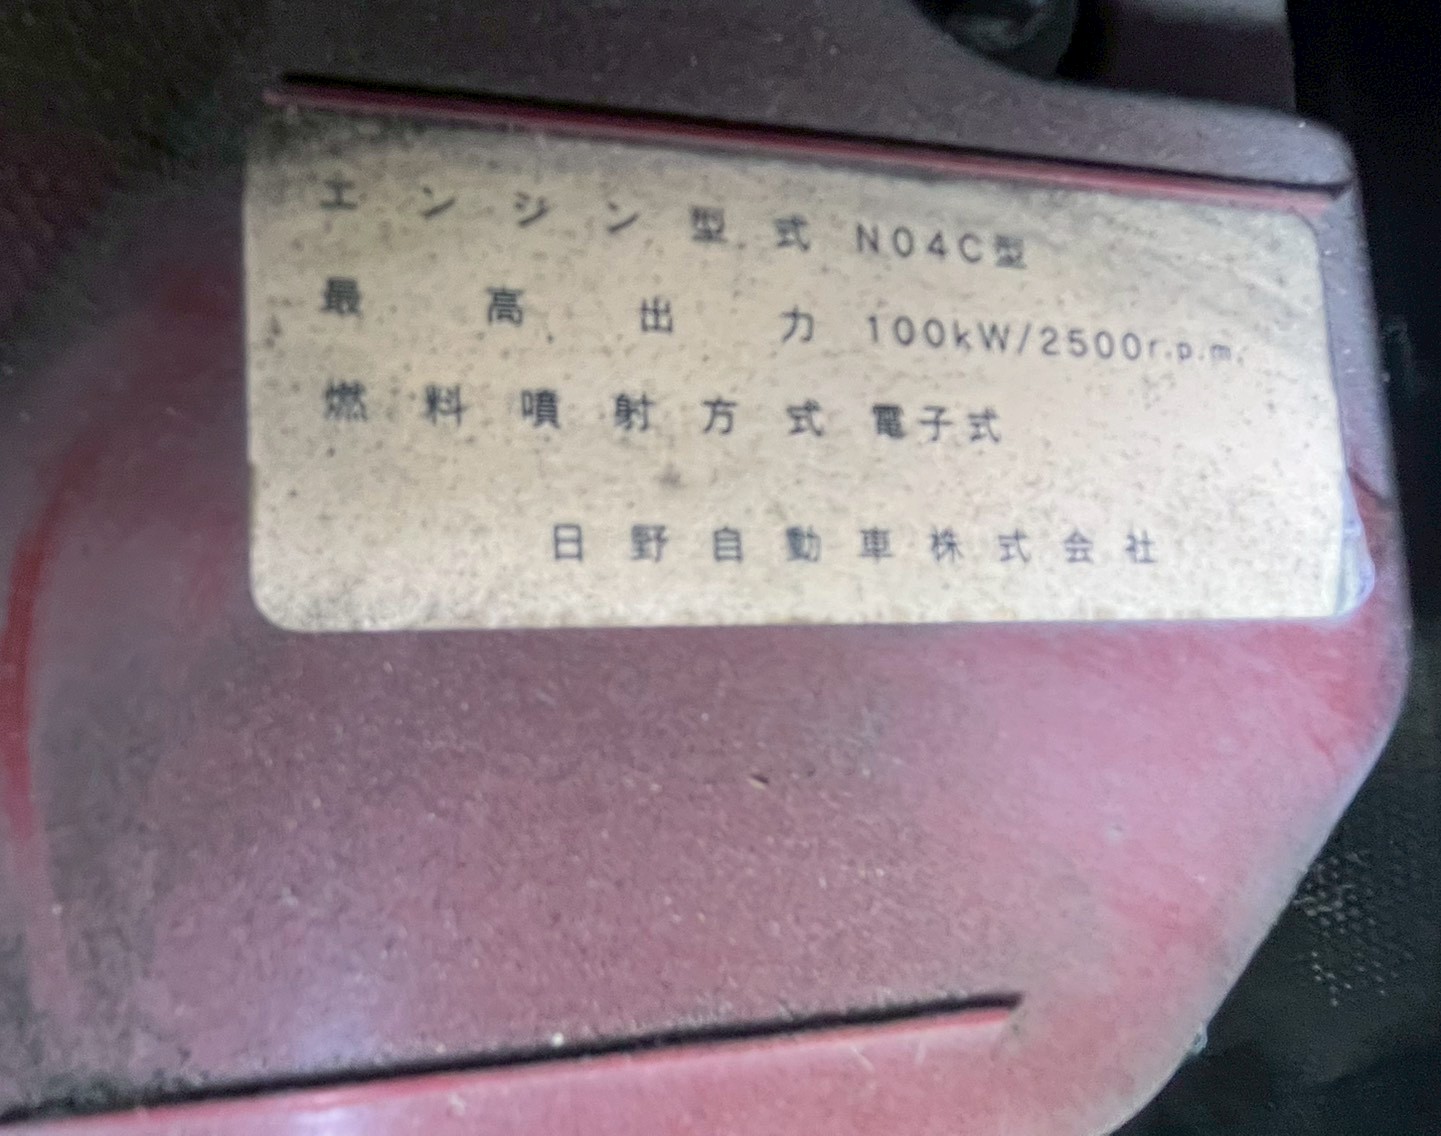 エンジン型式 N04C型
最高出力 100kW/2500r.p.m.
燃料噴射方式 電子式
日野自動車株式会社